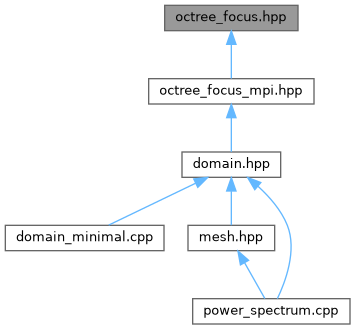 octree_focus.hpp
octree_focus_mpi.hpp
domain.hpp
domain_minimal.cpp
mesh.hpp
power_spectrum.cpp